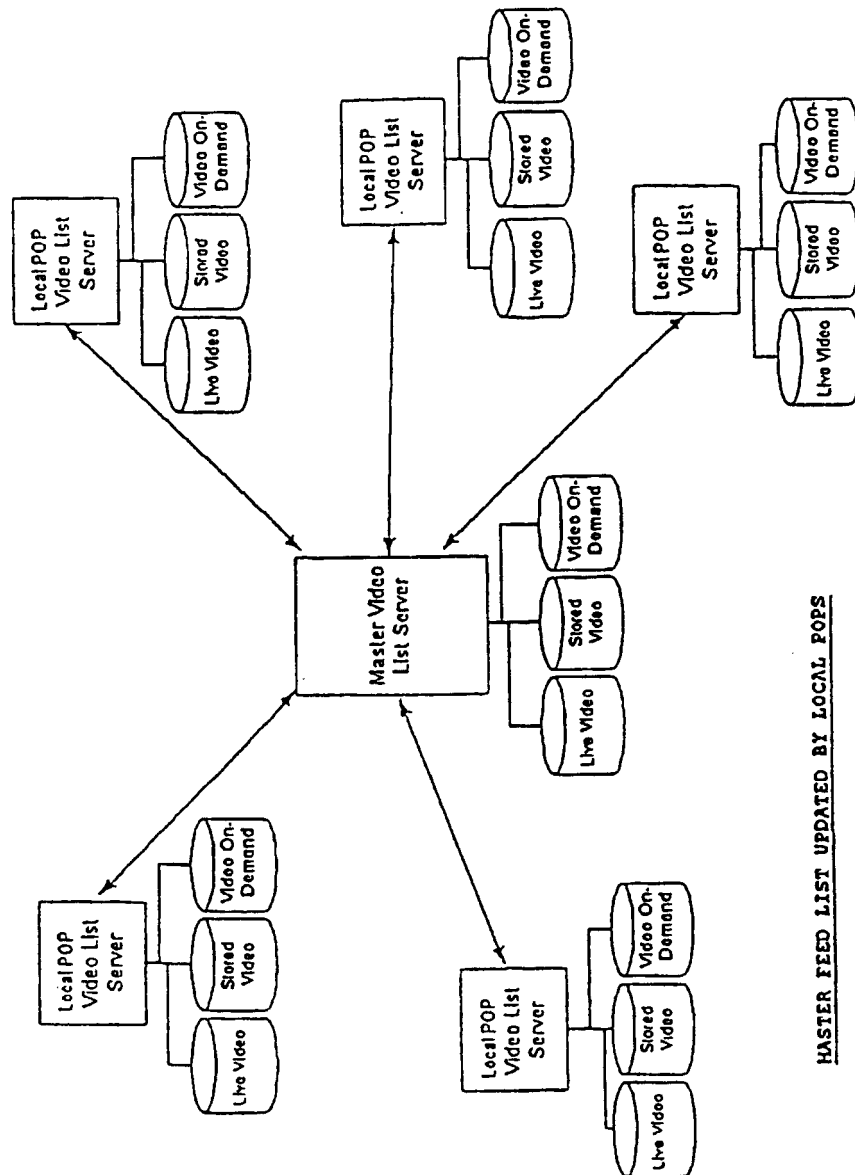 Local POP
Video List
Server
Live Video
Stored
Video
Video On-
Demand
Local POP
Video List
Server
Live Video
Stored
Video
Video On-
Demand
Master Video
List Server
Live Video
Stored
Video
Video On-
Demand
Local POP
Video List
Server
Live Video
Stored
Video
Video On-
Demand
Local POP
Video List
Server
Live Video
Stored
Video
Video On-
Demand
Local POP
Video List
Server
Live Video
Stored
Video
Video On-
Demand
MASTER FEED LIST UPDATED BY LOCAL POPS